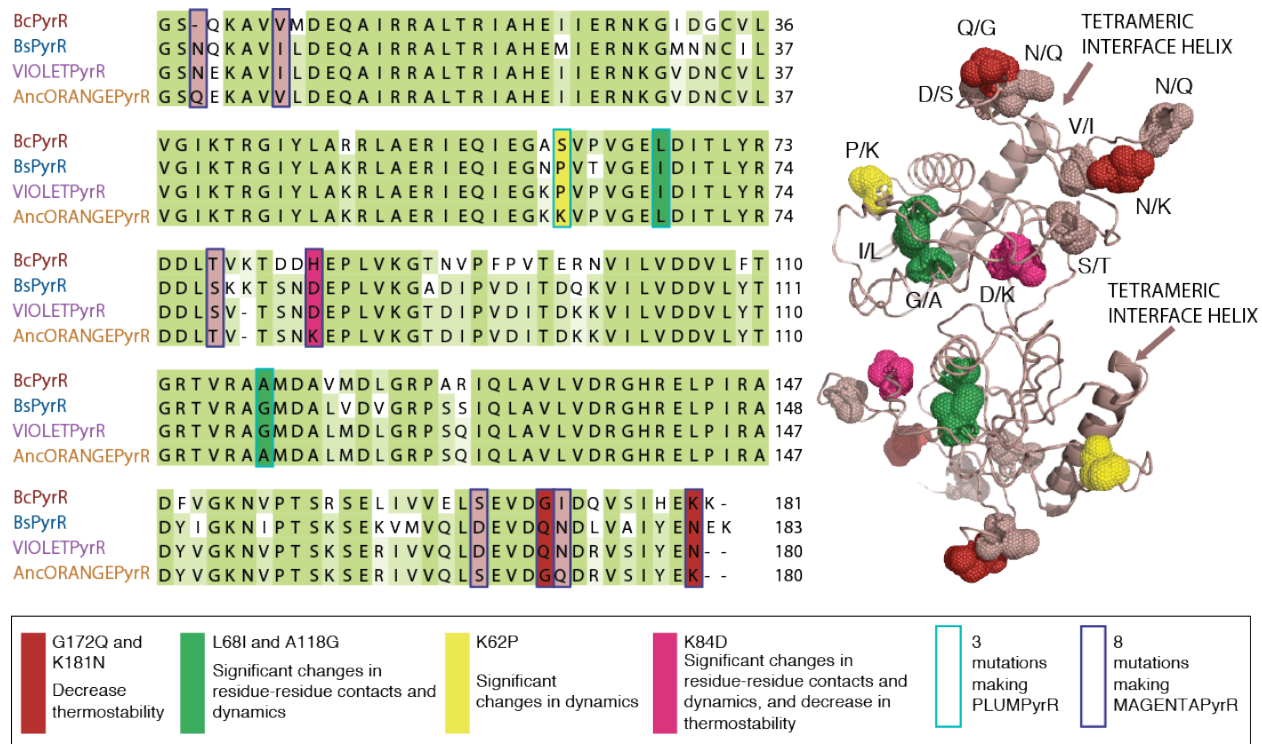 BcPyrR GS-QKAVVMDEQAIRRALTRIAHEIIERNKGIDGCVL 36
BsPyrR GSNQKAVILDEQAIRRALTRIAHEMIERNKGMNNCIL 37
VIOLETPyrR GSNEKAVILDEQAIRRALTRIAHEIIERNKGVDNCVL 37
AncORANGEPyrR GSQEKAVVLDEQAIRRALTRIAHEIIERNKGVDNCVL 37
BcPyrR VGIKTRGIYLARRLAERIEQIEGASVPVGELDITLYR 73
BsPyrR VGIKTRGIYLAKRLAERIEQIEGNPVTVGEIDITLYR 74
VIOLETPyrR VGIKTRGIYLAKRLAERIEQIEGKPVPVGEIDITLYR 74
AncORANGEPyrR VGIKTRGIYLAKRLAERIEQIEGKKVPVGELDITLYR 74
BcPyrR DDLTVKTDDHEPLVKGTNVPFPVTERNVILVDDVLFT 110
BsPyrR DDLSKKTSNDEPLVKGADIPVDITDQKVILVDDVLYT 111
VIOLETPyrR DDLSV-TSNDEPLVKGTDIPVDITDKKVILVDDVLYT 110
AncORANGEPyrR DDLTV-TSNKEPLVKGTDIPVDITDKKVILVDDVLYT 110
BcPyrR GRTVRAAMDAVMDLGRPARIQLAVLVDRGHRELPIRA 147
BsPyrR GRTVRAGMDALVDVGRPSSIQLAVLVDRGHRELPIRA 148
VIOLETPyrR GRTVRAGMDALMDLGRPSQIQLAVLVDRGHRELPIRA 147
AncORANGEPyrR GRTVRAAMDALMDLGRPSQIQLAVLVDRGHRELPIRA 147
BcPyrR DFVGKNVPTSRSELIVVELSEVDGIDQVSIHEKK- 181
BsPyrR DYIGKNIPTSKSEKVMVQLDEVDQNDLVAIYENEK 183
VIOLETPyrR DYVGKNVPTSKSERIVVQLDEVDQNDRVSIYEN-- 180
AncORANGEPyrR DYVGKNVPTSKSERIVVQLSEVDGQDRVSIYEK-- 180
Q/G
TETRAMERIC
INTERFACE HELIX
N/Q
D/S
N/Q
V/I
P/K
N/K
I/L
S/T
G/A
D/K
TETRAMERIC
INTERFACE HELIX
G172Q and
K181N
Decrease
thermostability
L68I and A118G
Significant changes in
residue-residue contacts and
dynamics
K62P
Significant
changes in dynamics
K84D
Significant changes in
residue-residue contacts and
dynamics, and decrease in
thermostability
3
mutations
making
PLUMPyrR
8
mutations
making
MAGENTAPyrR